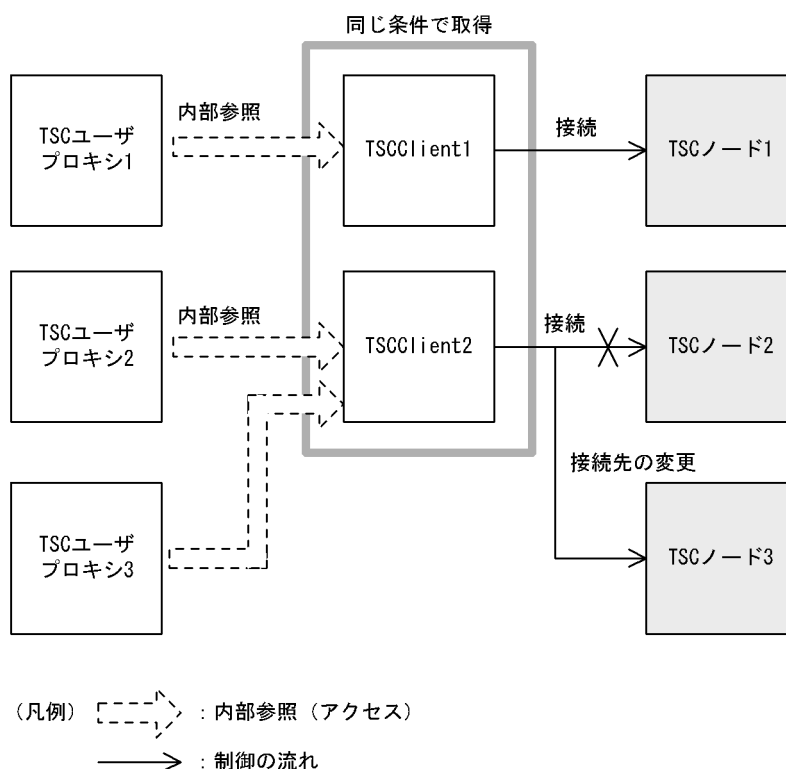 同じ条件で取得
TSCユーザ
プロキシ1
内部参照
TSCClient1
接続
TSCノード1
TSCユーザ
プロキシ2
内部参照
TSCClient2
接続
TSCノード2
接続先の変更
TSCユーザ
プロキシ3
TSCノード3
(凡例)
:内部参照(アクセス)
:制御の流れ